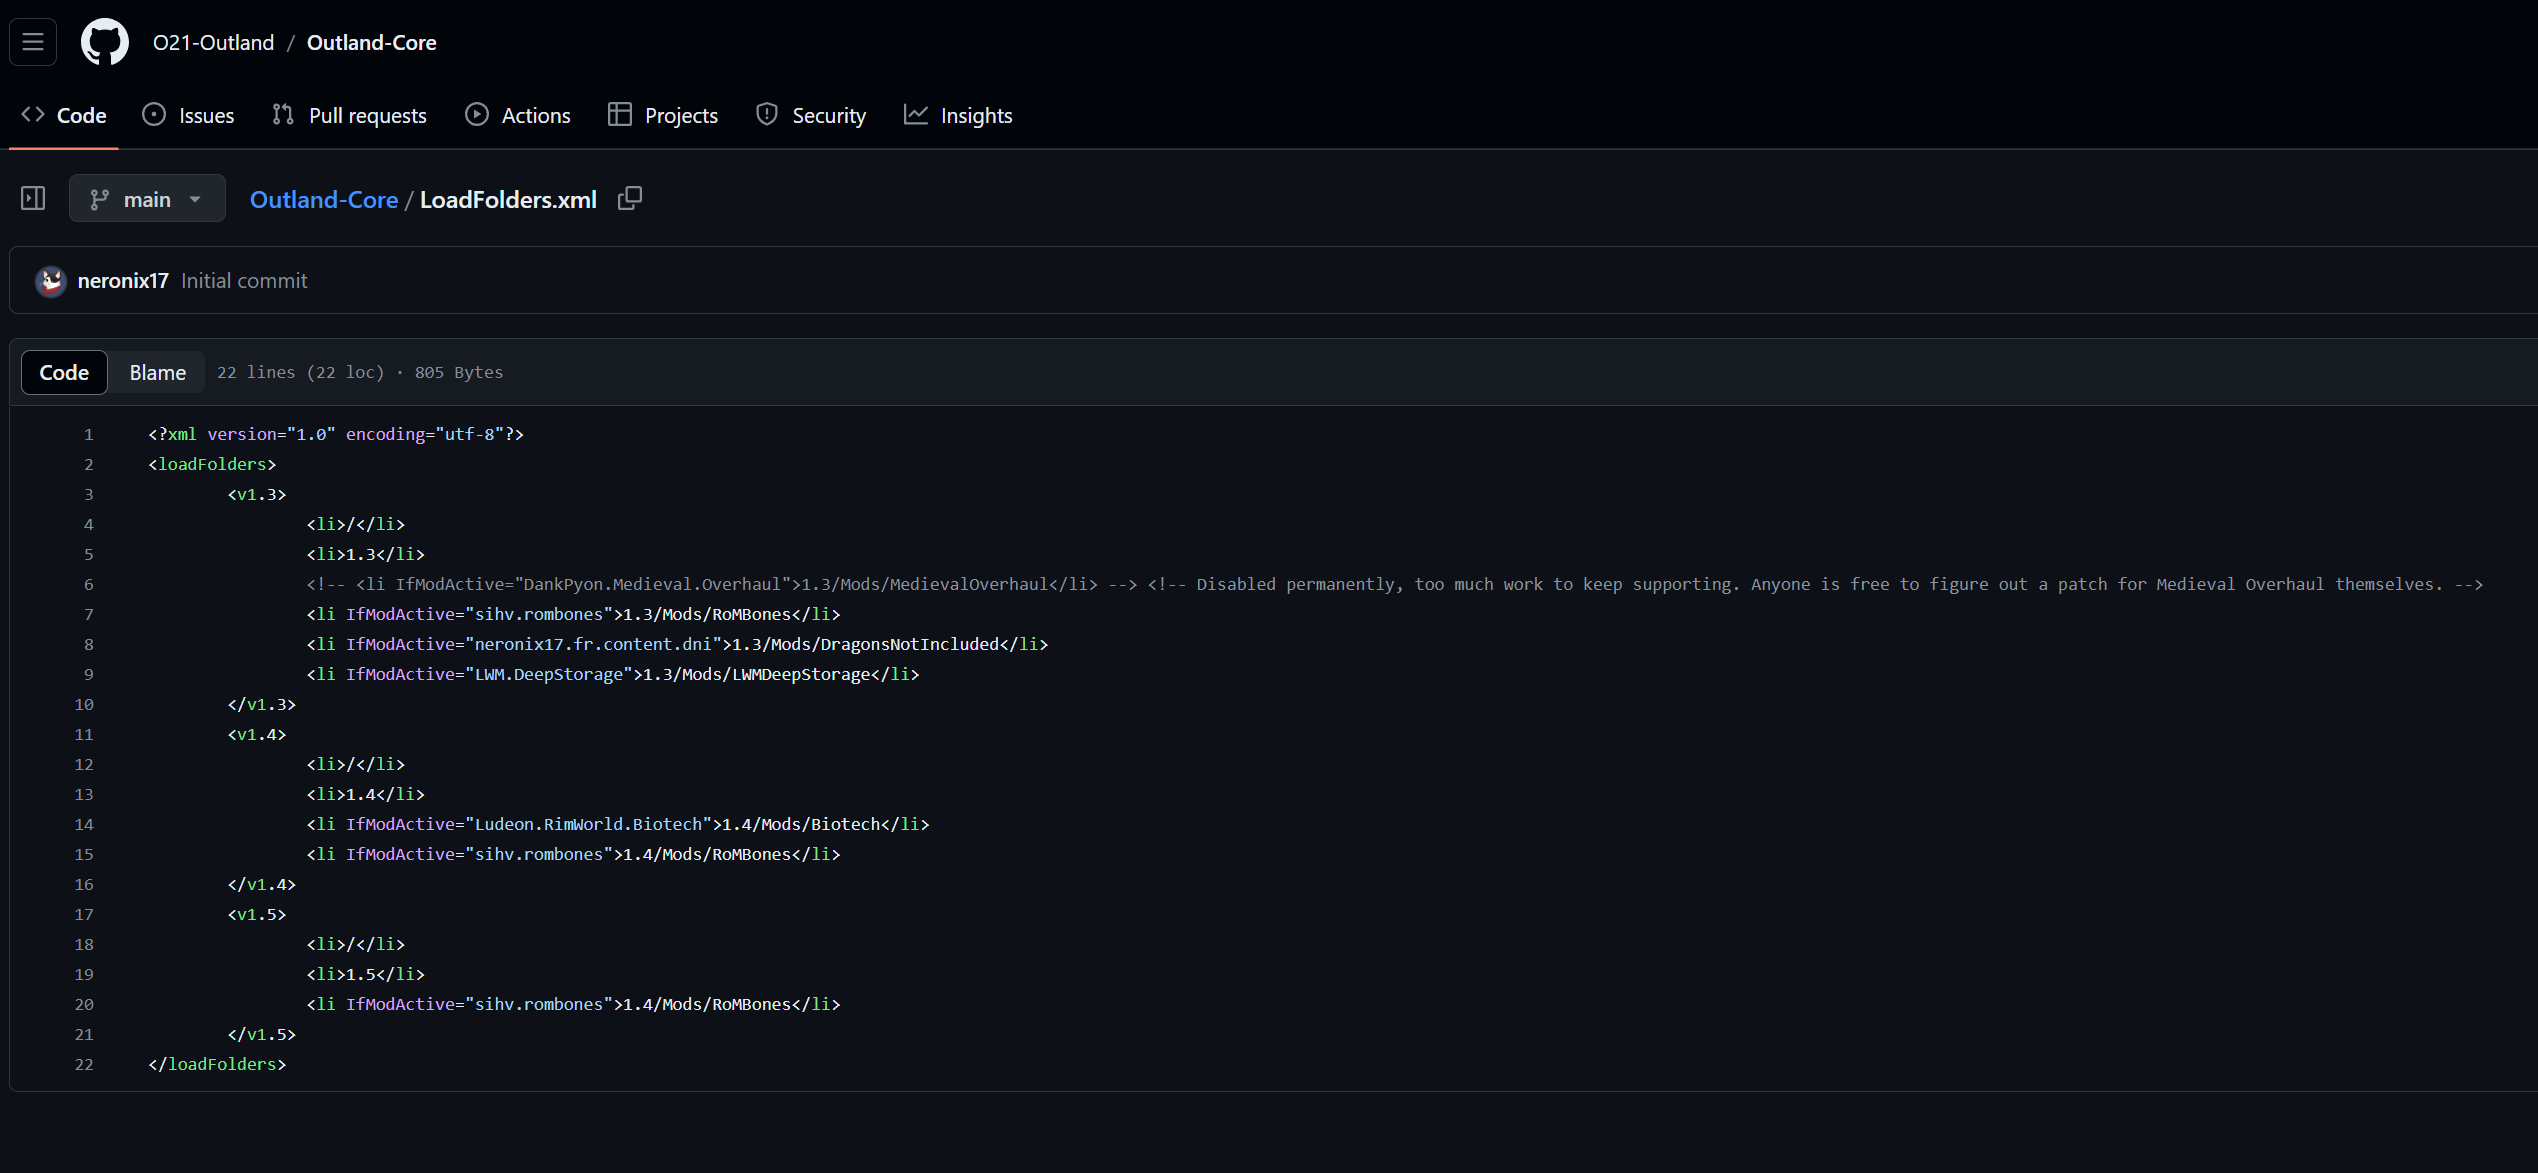 O21-Outland / Outland-Core
Code Issues Pull requests Actions Projects Security Insights
main Outland-Core / LoadFolders.xml
neronix17 Initial commit
Code Blame 22 lines (22 loc) · 805 Bytes
1 <?xml version="1.0" encoding="utf-8"?>
2 <loadFolders>
3 <v1.3>
4 <li>/</li>
5 <li>1.3</li>
6 <!-- <li IfModActive="DankPyon.Medieval.Overhaul">1.3/Mods/MedievalOverhaul</li> --> <!-- Disabled permanently, too much work to keep supporting. Anyone is free to figure out a patch for Medieval Overhaul themselves. -->
7 <li IfModActive="sihv.rombones">1.3/Mods/RoMBones</li>
8 <li IfModActive="neronix17.fr.content.dni">1.3/Mods/DragonsNotIncluded</li>
9 <li IfModActive="LWM.DeepStorage">1.3/Mods/LWMDeepStorage</li>
10 </v1.3>
11 <v1.4>
12 <li>/</li>
13 <li>1.4</li>
14 <li IfModActive="Ludeon.RimWorld.Biotech">1.4/Mods/Biotech</li>
15 <li IfModActive="sihv.rombones">1.4/Mods/RoMBones</li>
16 </v1.4>
17 <v1.5>
18 <li>/</li>
19 <li>1.5</li>
20 <li IfModActive="sihv.rombones">1.4/Mods/RoMBones</li>
21 </v1.5>
22 </loadFolders>